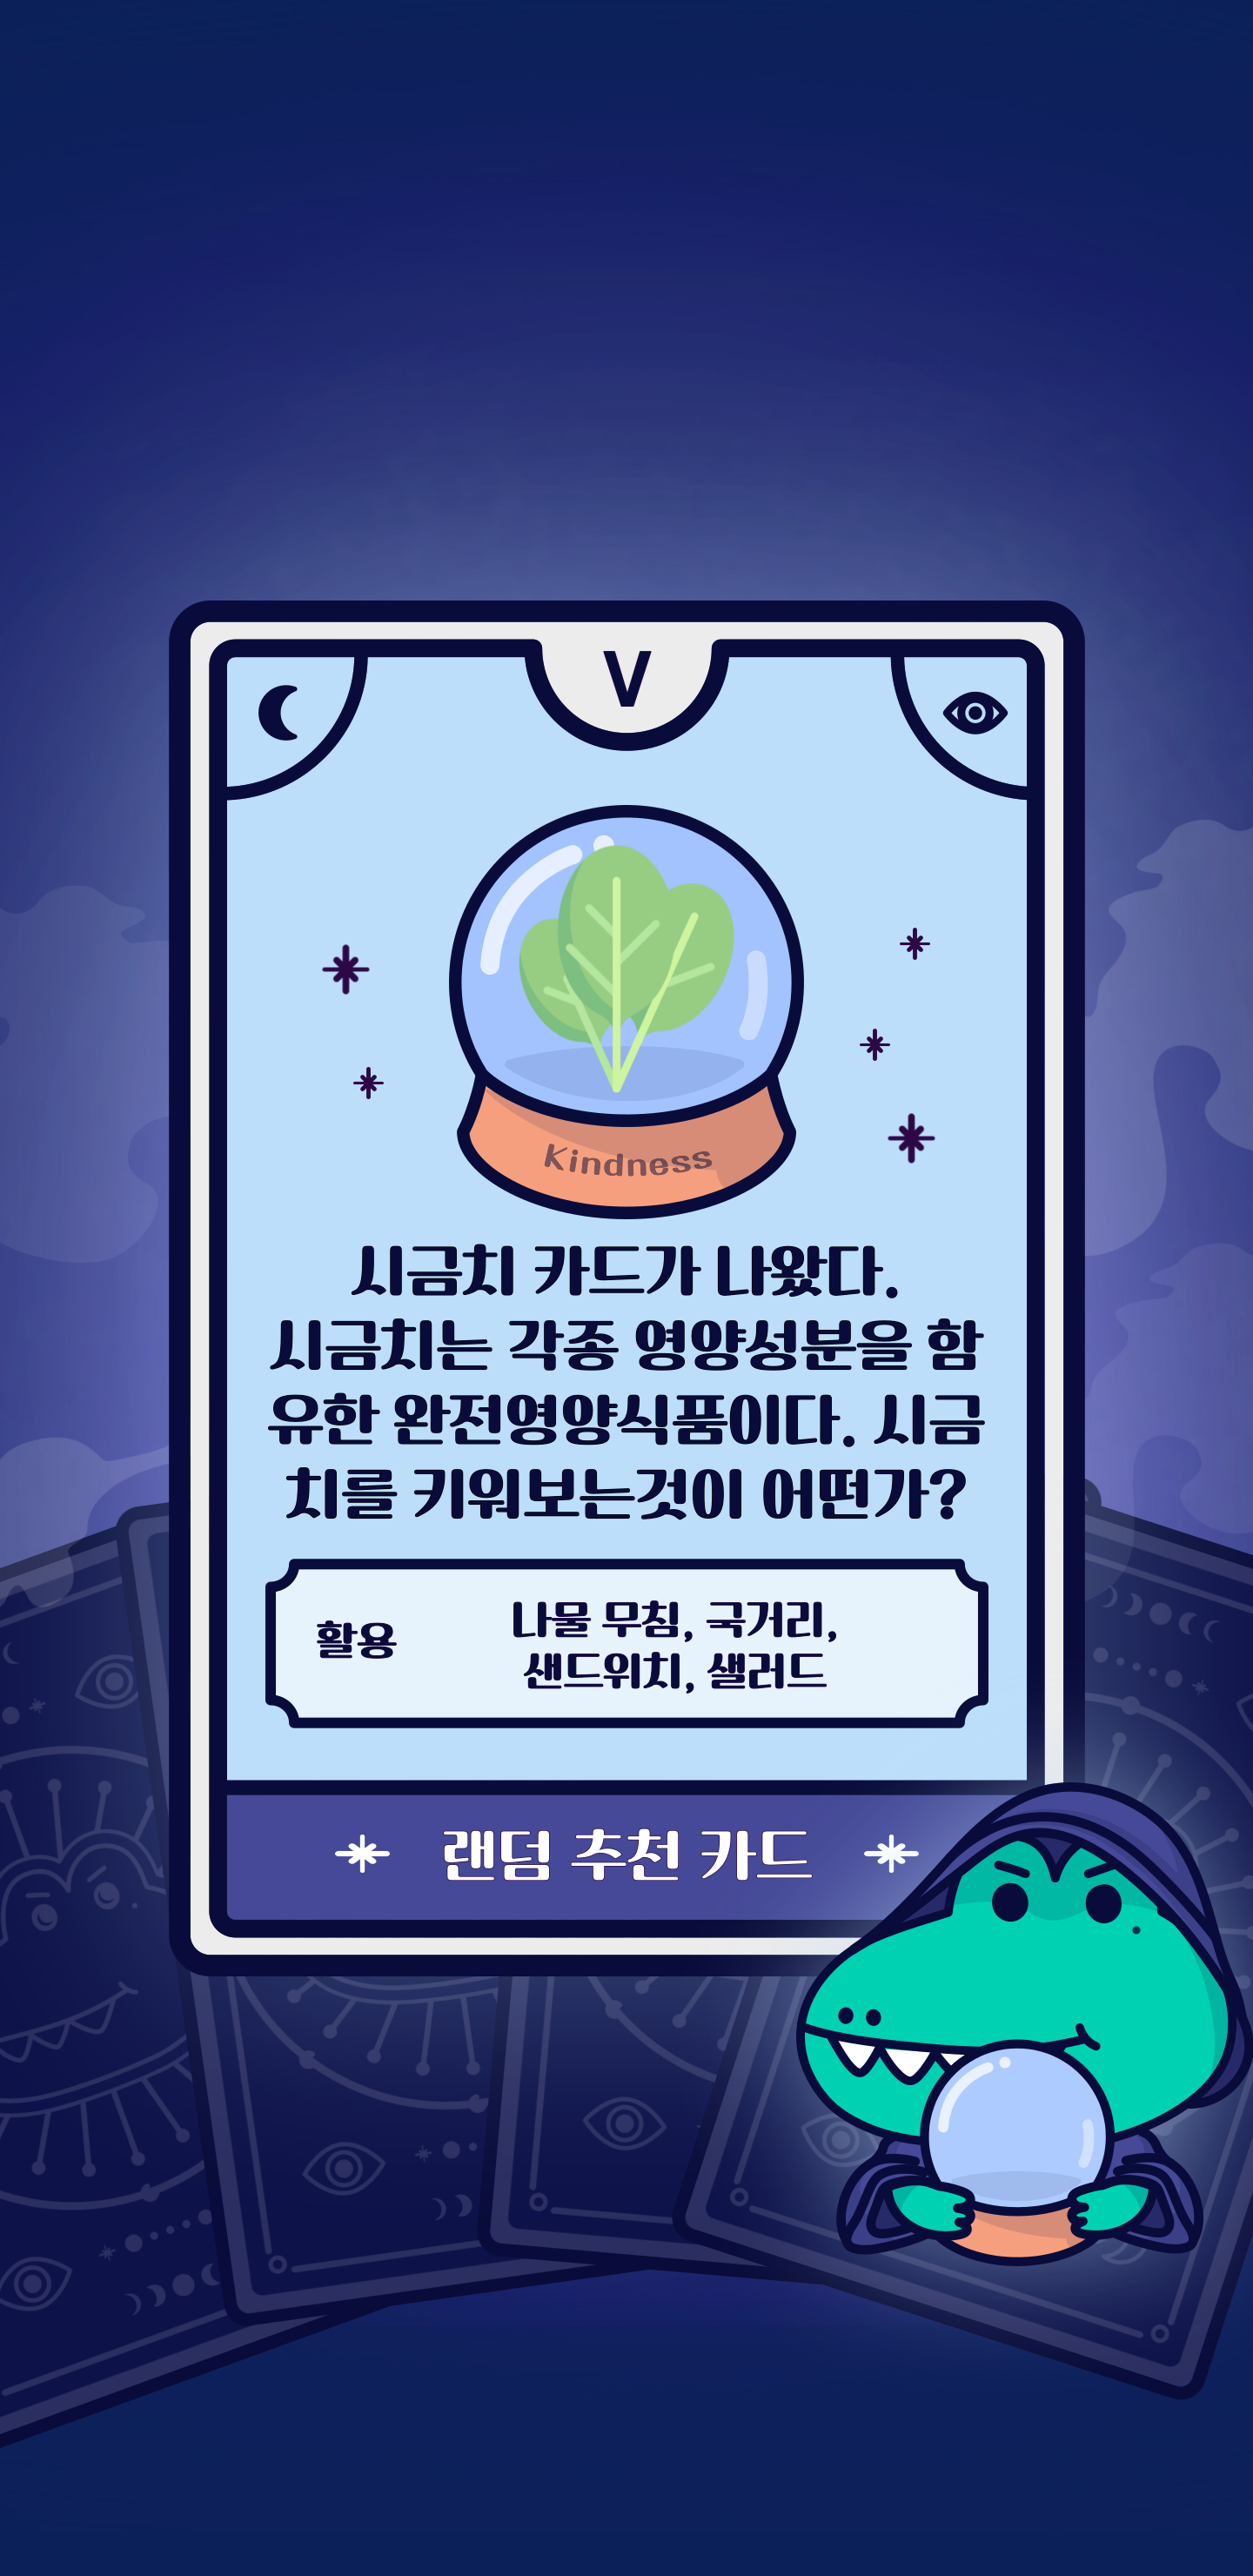 V
Kindness
시금치 카드가 나왔다.
시금치는 각종 영양성분을 함
유한 완전영양식품이다. 시금
치를 키워보는것이 어떤가?
활용
나물 무침, 국거리,
샌드위치, 샐러드
랜덤 추천 카드